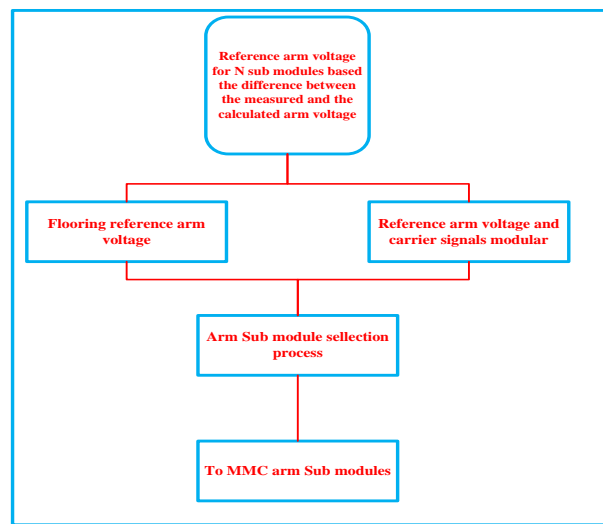 Reference arm voltage
for N sub modules based
the difference between
the measured and the
calculated arm voltage
Flooring reference arm
voltage
Reference arm voltage and
carrier signals modular
Arm Sub module sellection
process
To MMC arm Sub
modules